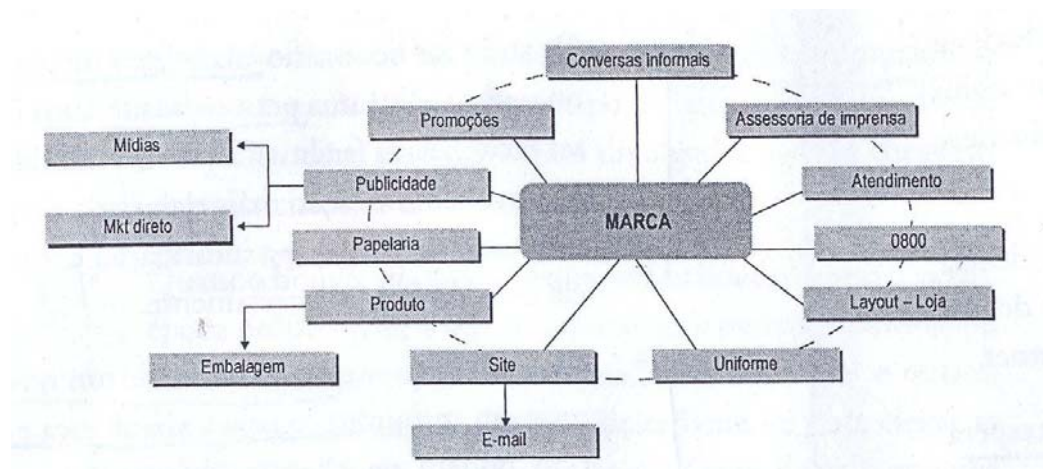 Conversas informais
Promoções
Assessoria de imprensa
Mídias
Publicidade
Atendimento
MARCA
Mkt direto
Papelaria
0800
Produto
Layout – Loja
Embalagem
Site
Uniforme
E-mail